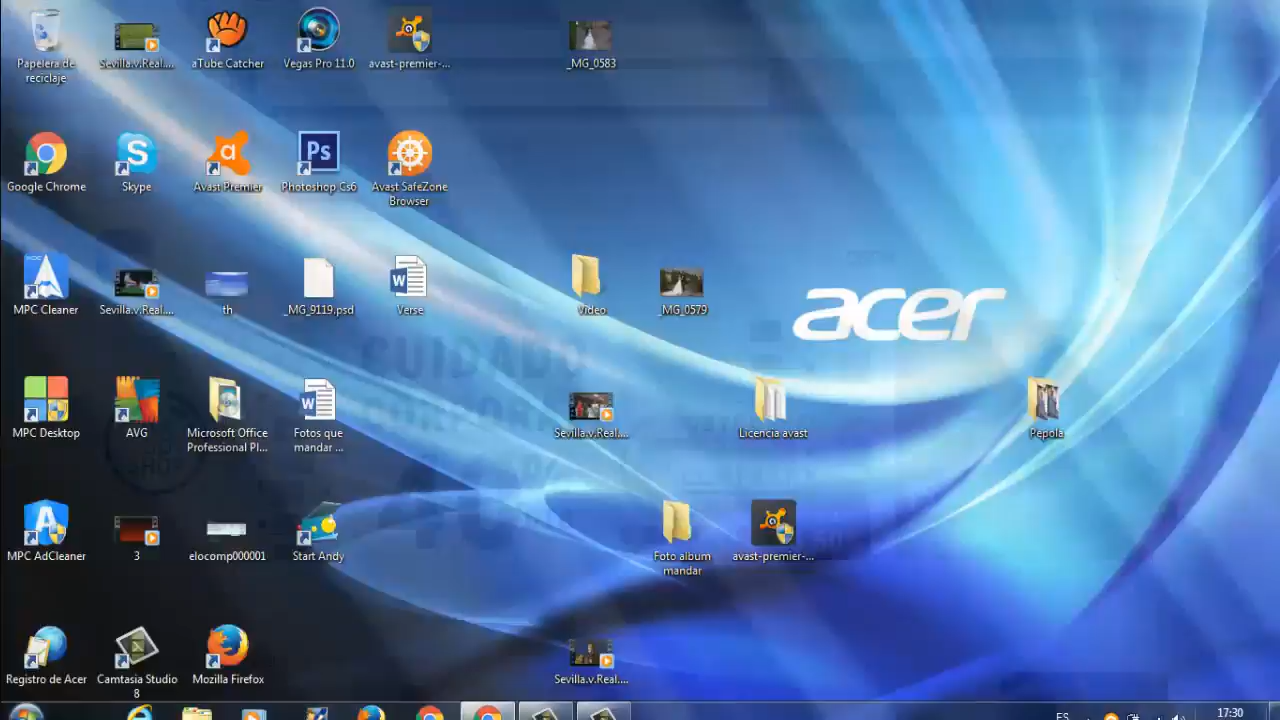 Papelera de
reciclaje
Sevilla.v.Real....
aTube Catcher
Vegas Pro 11.0
avast-premier-...
_MG_0583
Google Chrome
Skype
Avast Premier
Ps
Photoshop Cs6
Avast SafeZone
Browser
MPC Cleaner
Sevilla.v.Real....
th
_MG_9119.psd
Verse
Video
_MG_0579
acer
MPC Desktop
AVG
Microsoft Office
Professional Pl...
Fotos que
mandar ...
Sevilla.v.Real....
Licencia avast
Pepola
MPC AdCleaner
3
elocomp000001
Start Andy
Foto album
mandar
avast-premier-...
Registro de Acer
Camtasia Studio
8
Mozilla Firefox
Sevilla.v.Real....
ES
17:30
CUIDADO